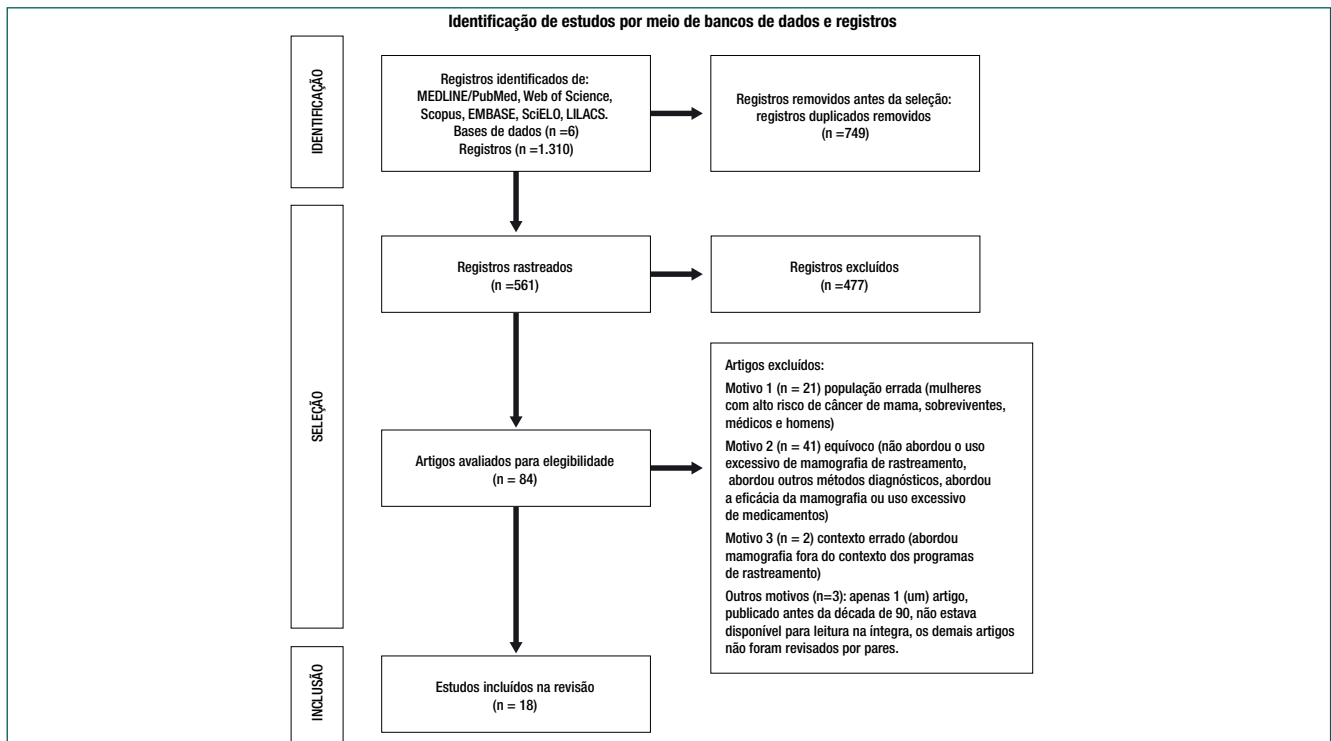 Identificação de estudos por meio de bancos de dados e registros
IDENTIFICAÇÃO
Registros identificados de:
MEDLINE/PubMed, Web of Science,
Scopus, EMBASE, SciELO, LILACS.
Bases de dados (n =6)
Registros (n =1.310)
Registros removidos antes da seleção:
registros duplicados removidos
(n =749)
SELEÇÃO
Registros rastreados
(n =561)
Registros excluídos
(n =477)
Artigos avaliados para elegibilidade
(n = 84)
Artigos excluídos:
Motivo 1 (n = 21) população errada (mulheres
com alto risco de câncer de mama, sobreviventes,
médicos e homens)
Motivo 2 (n = 41) equívoco (não abordou o uso
excessivo de mamografia de rastreamento,
abordou outros métodos diagnósticos, abordou
a eficácia da mamografia ou uso excessivo
de medicamentos)
Motivo 3 (n = 2) contexto errado (abordou
mamografia fora do contexto dos programas
de rastreamento)
Outros motivos (n=3): apenas 1 (um) artigo,
publicado antes da década de 90, não estava
disponível para leitura na íntegra, os demais artigos
não foram revisados por pares.
INCLUSÃO
Estudos incluídos na revisão
(n = 18)